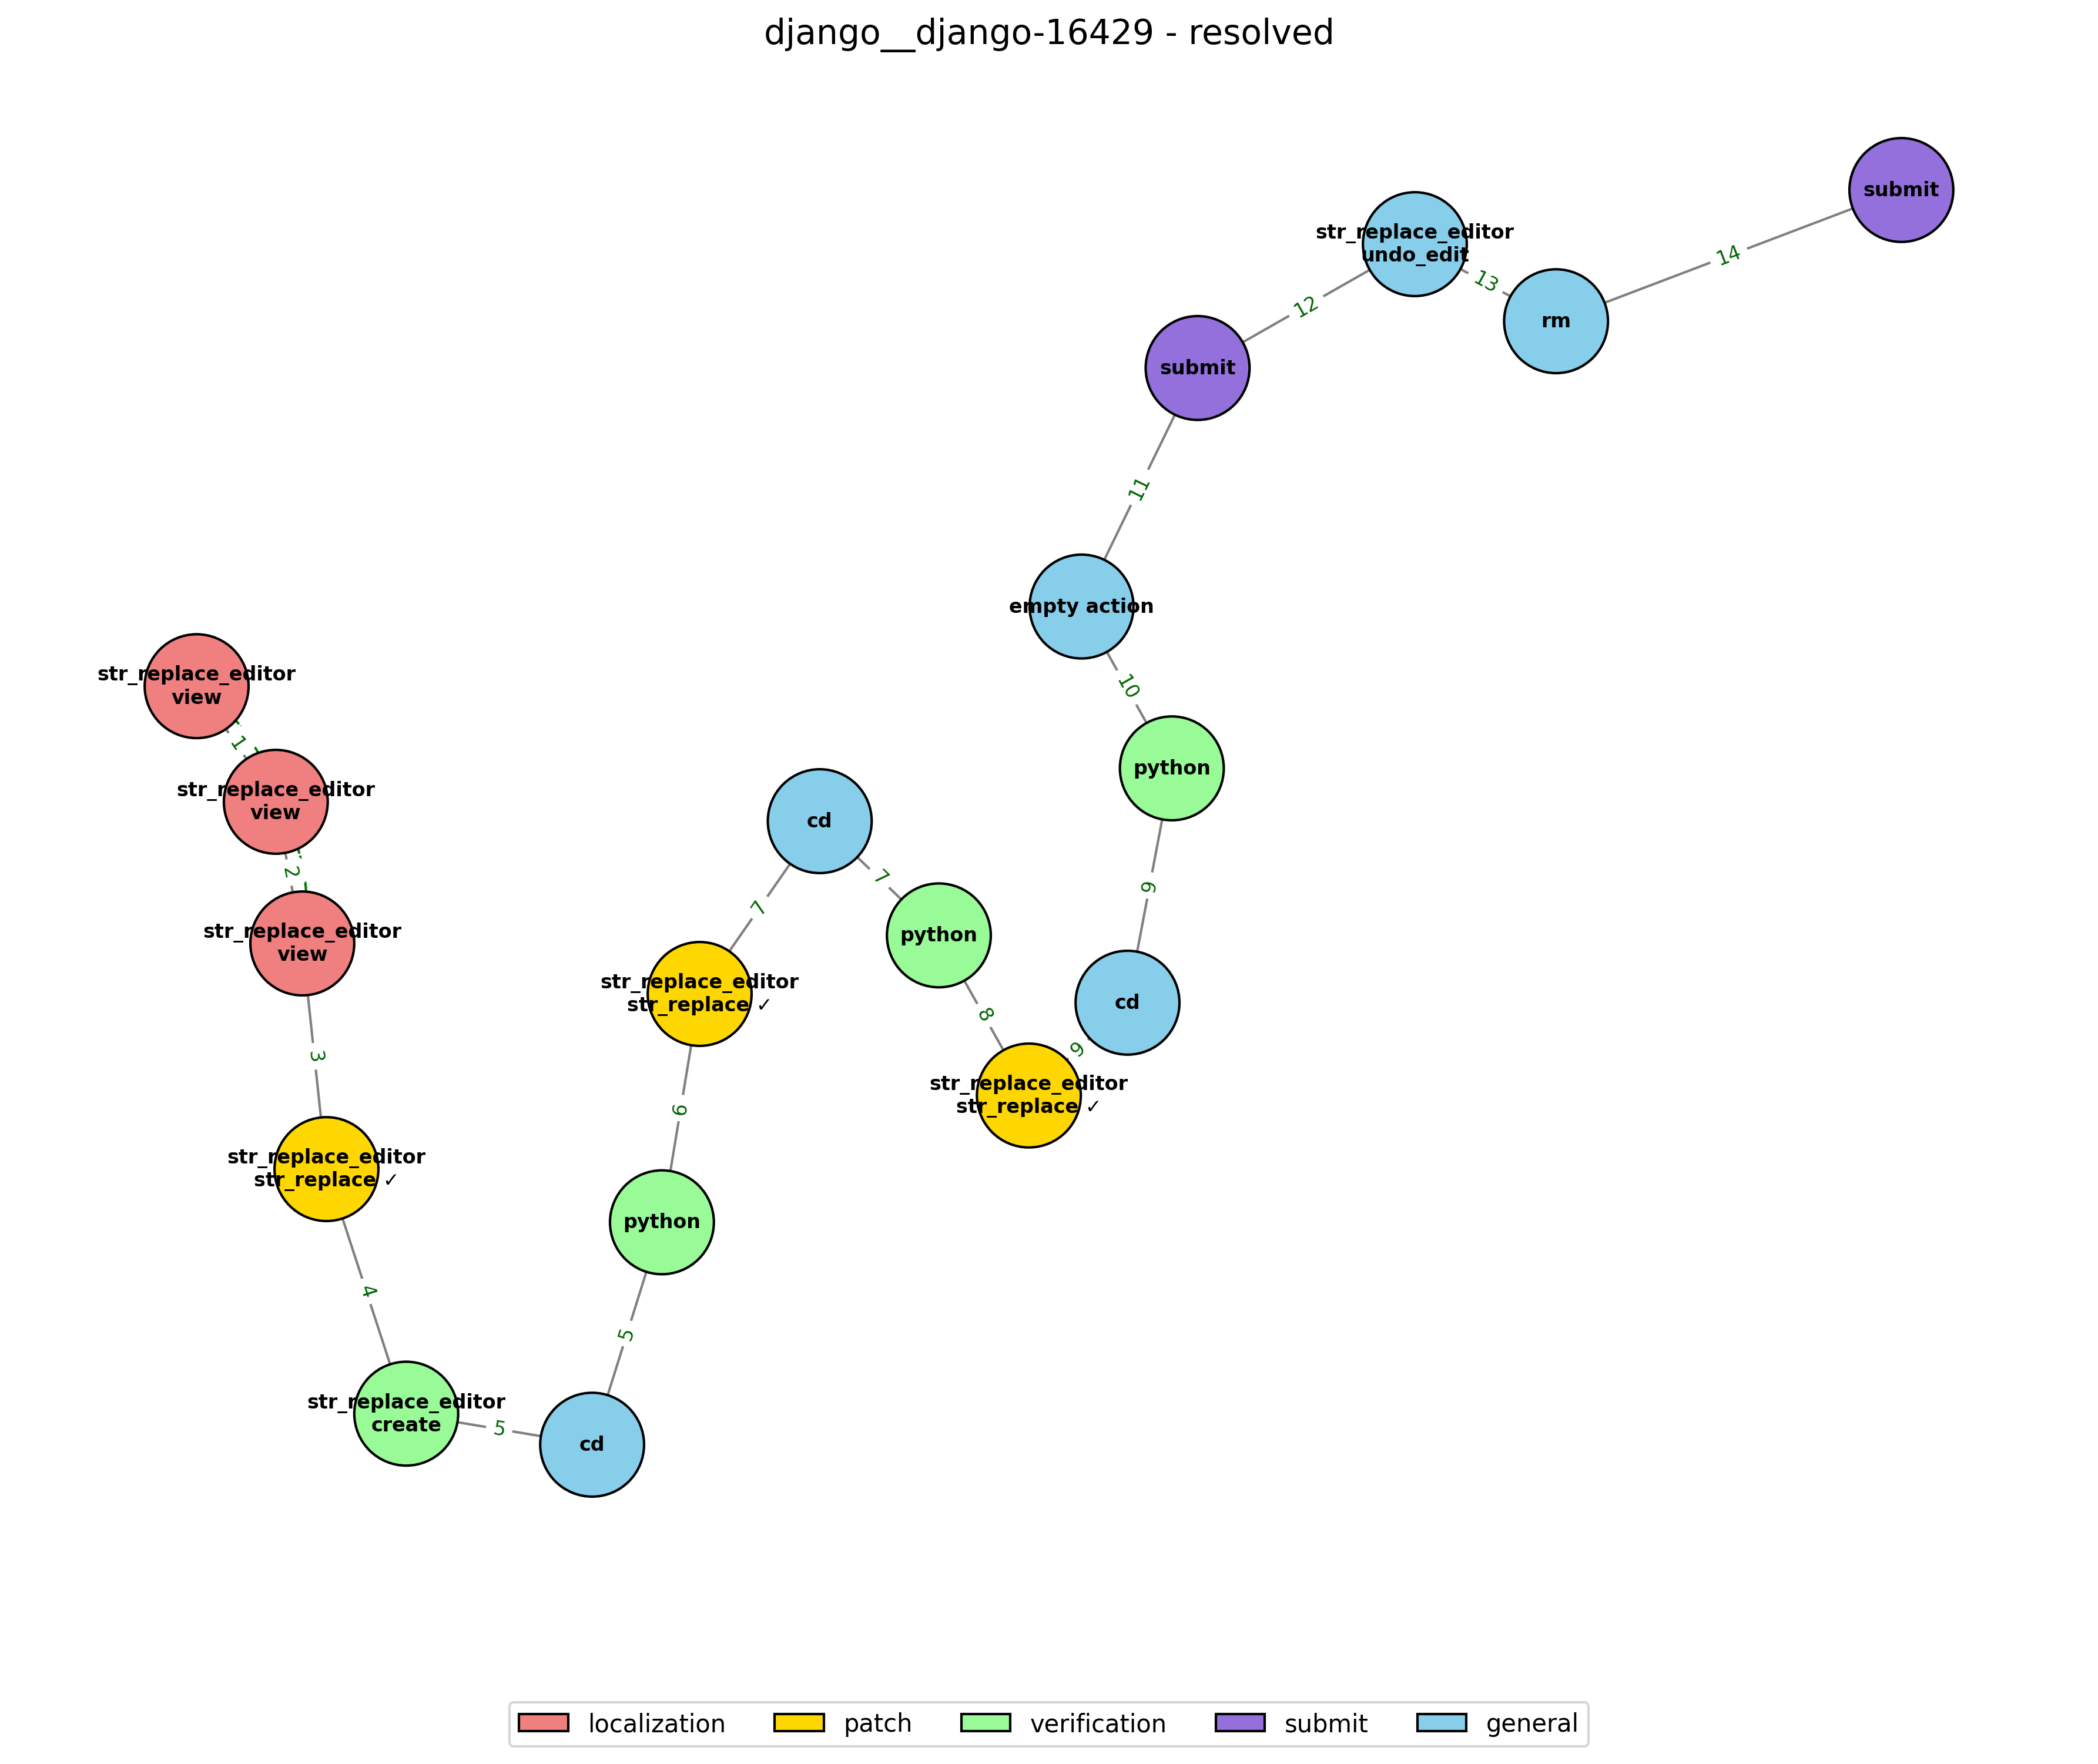 django__django-16429 - resolved
str_replace_editor
view
1
str_replace_editor
view
2
str_replace_editor
view
3
str_replace_editor
str_replace ✓
4
str_replace_editor
create
5
cd
5
python
6
str_replace_editor
str_replace ✓
7
cd
7
python
8
str_replace_editor
str_replace ✓
9
cd
9
python
10
empty action
11
submit
12
str_replace_editor
undo_edit
13
rm
14
submit
localization
patch
verification
submit
general